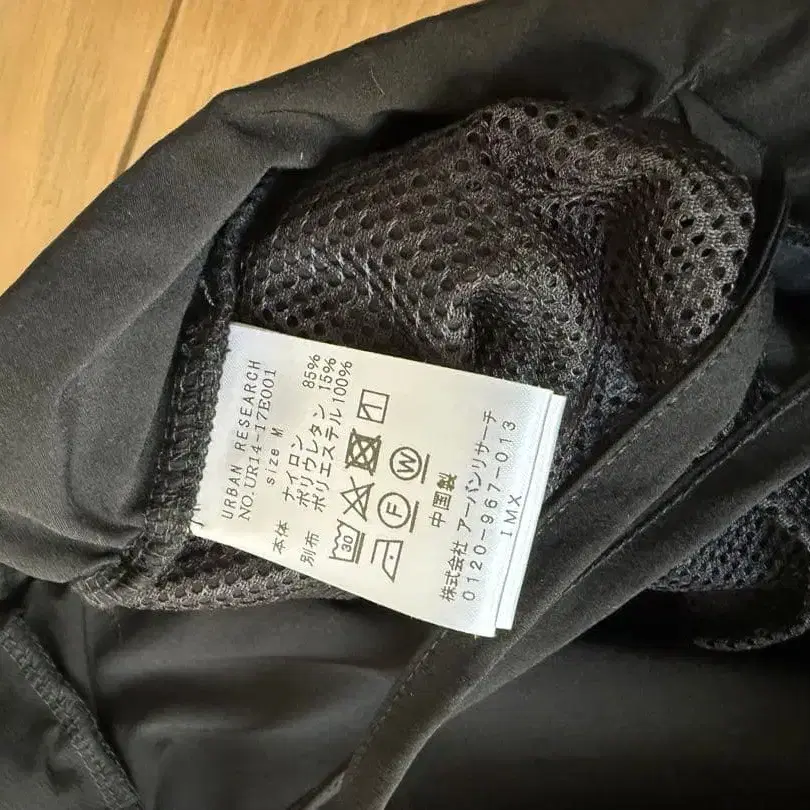 URBAN RESEARCH
NO.UR14-17E001
size M
本体 ナイロン 85%
ポリウレタン 15%
別布 ポリエステル 100%
30
F W
中国製
株式会社 アーバンリサーチ
0120-967-013
IMX